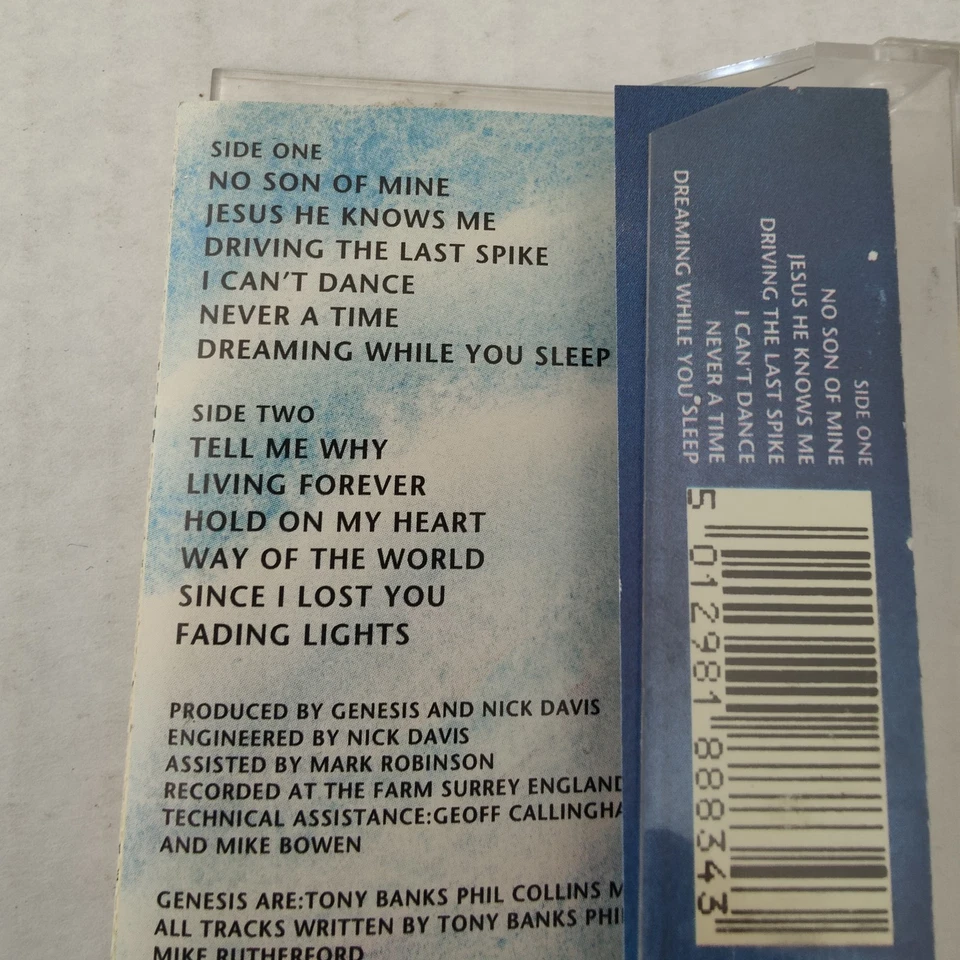 SIDE ONE
NO SON OF MINE
JESUS HE KNOWS ME
DRIVING THE LAST SPIKE
I CAN'T DANCE
NEVER A TIME
DREAMING WHILE YOU SLEEP
SIDE TWO
TELL ME WHY
LIVING FOREVER
HOLD ON MY HEART
WAY OF THE WORLD
SINCE I LOST YOU
FADING LIGHTS
PRODUCED BY GENESIS AND NICK DAVIS
ENGINEERED BY NICK DAVIS
ASSISTED BY MARK ROBINSON
RECORDED AT THE FARM SURREY ENGLAND
TECHNICAL ASSISTANCE:GEOFF CALLINGHA
AND MIKE BOWEN
GENESIS ARE:TONY BANKS PHIL COLLINS M
ALL TRACKS WRITTEN BY TONY BANKS PHI
MIKE RUTHERFORD
SIDE ONE
NO SON OF MINE
JESUS HE KNOWS ME
DRIVING THE LAST SPIKE
I CAN'T DANCE
NEVER A TIME
DREAMING WHILE YOU SLEEP
5 012981 888343